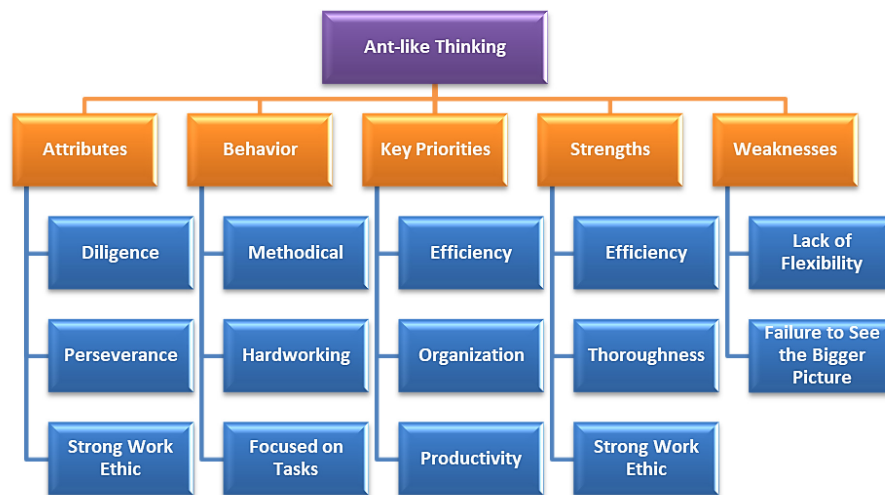 Ant-like Thinking
Attributes
Behavior
Key Priorities
Strengths
Weaknesses
Diligence
Perseverance
Strong Work
Ethic
Methodical
Hardworking
Focused on
Tasks
Efficiency
Organization
Productivity
Efficiency
Thoroughness
Strong Work
Ethic
Lack of
Flexibility
Failure to See
the Bigger
Picture